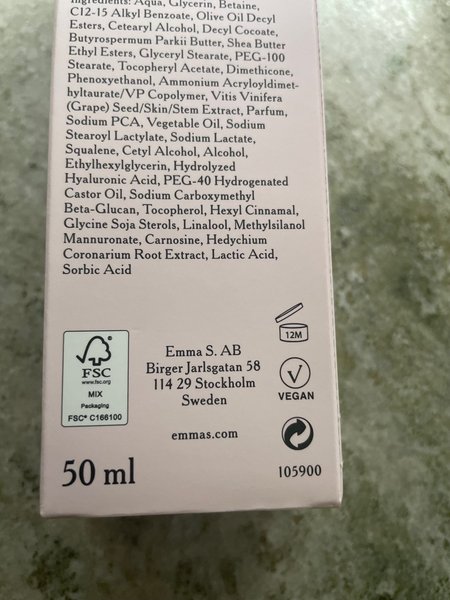 Ingredients: Aqua, Glycerin, Betaine,
C12-15 Alkyl Benzoate, Olive Oil Decyl
Esters, Cetearyl Alcohol, Decyl Cocoate,
Butyrospermum Parkii Butter, Shea Butter
Ethyl Esters, Glyceryl Stearate, PEG-100
Stearate, Tocopheryl Acetate, Dimethicone,
Phenoxyethanol, Ammonium Acryloyldimet-
hyltaurate/VP Copolymer, Vitis Vinifera
(Grape) Seed/Skin/Stem Extract, Parfum,
Sodium PCA, Vegetable Oil, Sodium
Stearoyl Lactylate, Sodium Lactate,
Squalene, Cetyl Alcohol, Alcohol,
Ethylhexylglycerin, Hydrolyzed
Hyaluronic Acid, PEG-40 Hydrogenated
Castor Oil, Sodium Carboxymethyl
Beta-Glucan, Tocopherol, Hexyl Cinnamal,
Glycine Soja Sterols, Linalool, Methylsilanol
Mannuronate, Carnosine, Hedychium
Coronarium Root Extract, Lactic Acid,
Sorbic Acid
FSC
www.fsc.org
MIX
Packaging
FSC® C166100
Emma S. AB
Birger Jarlsgatan 58
114 29 Stockholm
Sweden
emmas.com
12M
VEGAN
50 ml
105900